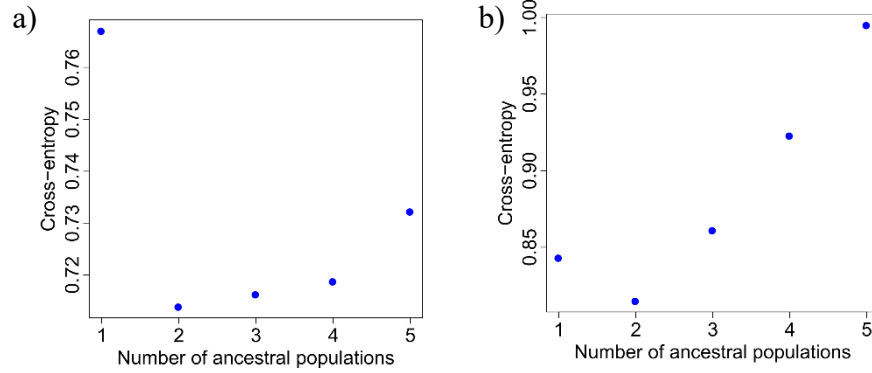 a)
Cross−entropy
0.76
0.75
0.74
0.73
0.72
1 2 3 4 5
Number of ancestral populations
b)
Cross−entropy
1.00
0.95
0.90
0.85
1 2 3 4 5
Number of ancestral populations